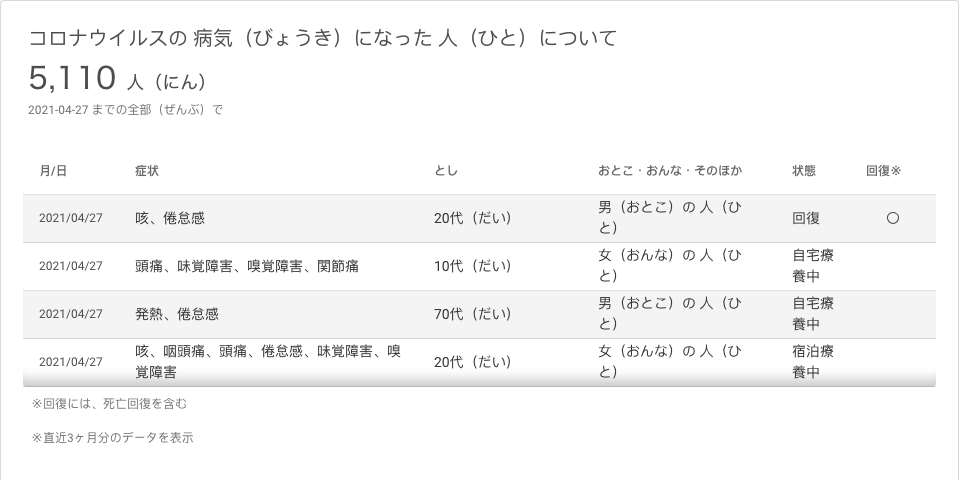 コロナウイルスの 病気（びょうき）になった 人（ひと）について
5,110 人（にん）
2021-04-27 までの全部（ぜんぶ）で
月/日 症状 とし おとこ・おんな・そのほか 状態 回復※
2021/04/27 咳、倦怠感 20代（だい） 男（おとこ）の 人（ひ
と） 回復 〇
2021/04/27 頭痛、味覚障害、嗅覚障害、関節痛 10代（だい） 女（おんな）の 人（ひ
と） 自宅療
養中
2021/04/27 発熱、倦怠感 70代（だい） 男（おとこ）の 人（ひ
と） 自宅療
養中
2021/04/27 咳、咽頭痛、頭痛、倦怠感、味覚障害、嗅
覚障害 20代（だい） 女（おんな）の 人（ひ
と） 宿泊療
養中
※回復には、死亡回復を含む
※直近3ヶ月分のデータを表示